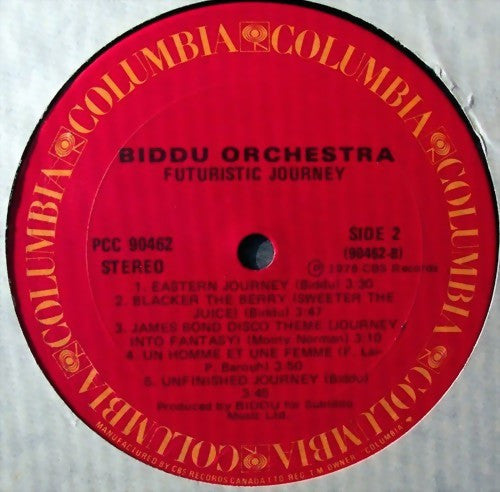 COLUMBIA COLUMBIA COLUMBIA COLUMBIA COLUMBIA COLUMBIA COLUMBIA
BIDDU ORCHESTRA
FUTURISTIC JOURNEY
PCC 90462
STEREO
SIDE 2
(90462-B)
℗ 1978 CBS Records
1. EASTERN JOURNEY (Biddu) 3:30
2. BLACKER THE BERRY (SWEETER THE
JUICE) (Biddu) 3:47
3. JAMES BOND DISCO THEME (JOURNEY
INTO FANTASY) (Monty Norman) 3:10
4. UN HOMME ET UNE FEMME (F. Lai-
P. Barouh) 3:50
5. UNFINISHED JOURNEY (Biddu)
3:45
Produced by BIDDU for Subiddu
Music Ltd.
MANUFACTURED BY CBS RECORDS CANADA LTD REG. T.M. OWNER - COLUMBIA